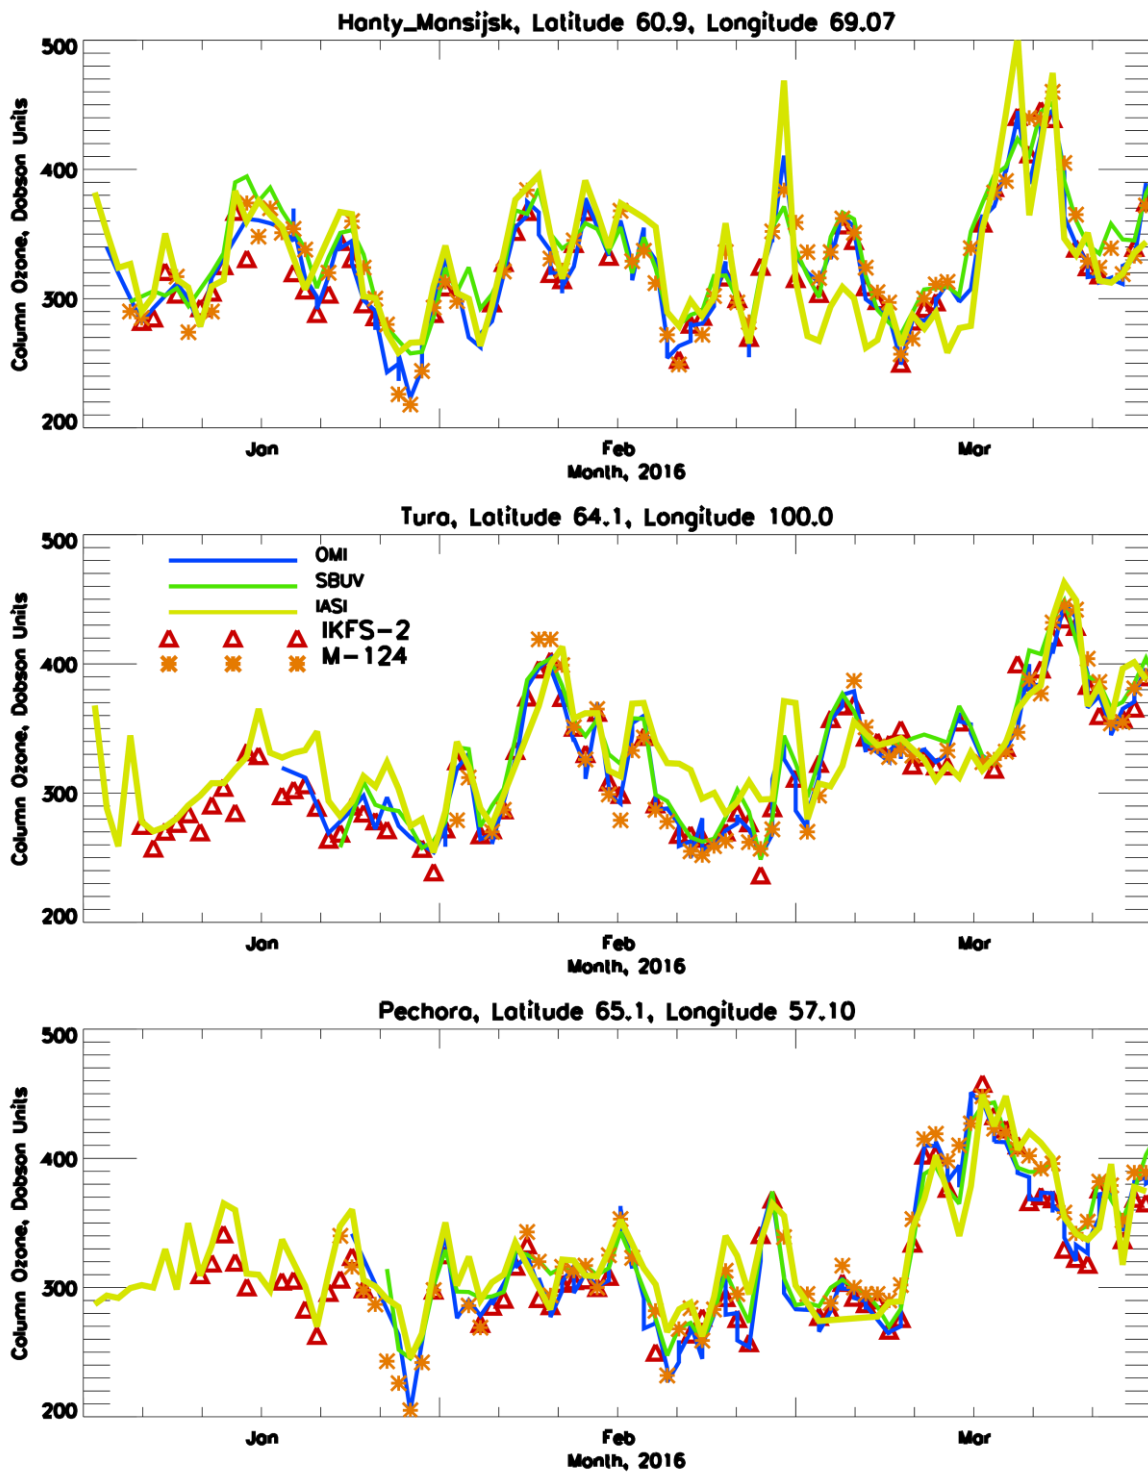 Hanty_Mansijsk, Latitude 60.9, Longitude 69.07
500
400
300
200
Column Ozone, Dobson Units
Jan Feb Mar
Month, 2016
Tura, Latitude 64.1, Longitude 100.0
500
400
300
200
Column Ozone, Dobson Units
OMI
SBUV
IASI
IKFS-2
M-124
Jan Feb Mar
Month, 2016
Pechora, Latitude 65.1, Longitude 57.10
500
400
300
200
Column Ozone, Dobson Units
Jan Feb Mar
Month, 2016